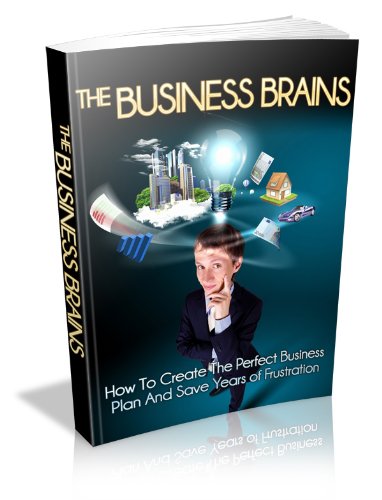 THE BUSINESS BRAINS
THE BUSINESS BRAINS
How To Create The Perfect Business
Plan And Save Years of Frustration